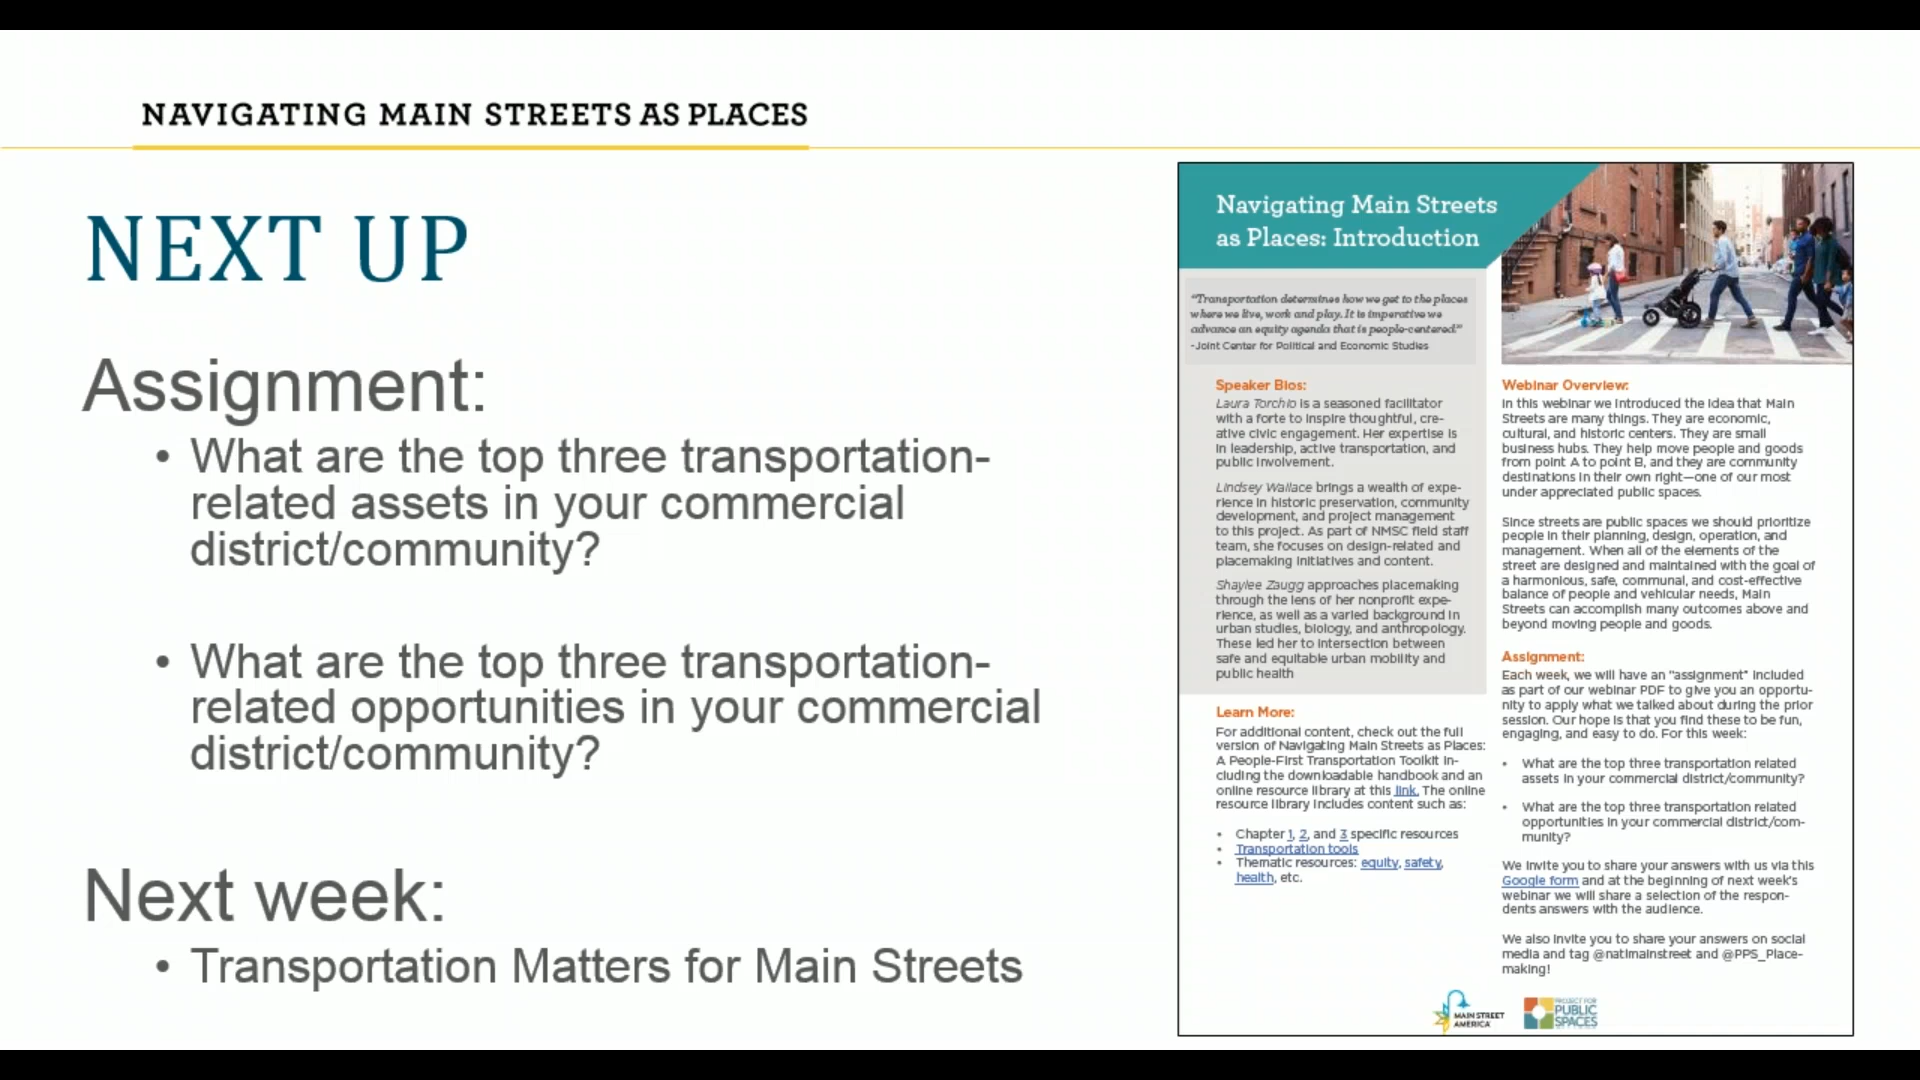 NAVIGATING MAIN STREETS AS PLACES
NEXT UP
Assignment:
• What are the top three transportation-
related assets in your commercial
district/community?
• What are the top three transportation-
related opportunities in your commercial
district/community?
Next week:
• Transportation Matters for Main Streets
Navigating Main Streets
as Places: Introduction
"Transportation determines how we get to the places
where we live, work and play. It is imperative we
advance an equity agenda that is people-centered."
-Joint Center for Political and Economic Studies
Speaker Bios:
Laura Torchio is a seasoned facilitator
with a forte to inspire thoughtful, cre-
ative civic engagement. Her expertise is
in leadership, active transportation, and
public involvement.
Lindsey Wallace brings a wealth of expe-
rience in historic preservation, community
development, and project management
to this project. As part of NMSC field staff
team, she focuses on design-related and
placemaking initiatives and content.
Shaylee Zaugg approaches placemaking
through the lens of her nonprofit expe-
rience, as well as a varied background in
urban studies, biology, and anthropology.
These led her to intersection between
safe and equitable urban mobility and
public health
Learn More:
For additional content, check out the full
version of Navigating Main Streets as Places:
A People-First Transportation Toolkit in-
cluding the downloadable handbook and an
online resource library at this link. The online
resource library includes content such as:
• Chapter 1, 2, and 3 specific resources
• Transportation tools
• Thematic resources: equity, safety,
health, etc.
Webinar Overview:
In this webinar we introduced the idea that Main
Streets are many things. They are economic,
cultural, and historic centers. They are small
business hubs. They help move people and goods
from point A to point B, and they are community
destinations in their own right—one of our most
under appreciated public spaces.
Since streets are public spaces we should prioritize
people in their planning, design, operation, and
management. When all of the elements of the
street are designed and maintained with the goal of
a harmonious, safe, communal, and cost-effective
balance of people and vehicular needs, Main
Streets can accomplish many outcomes above and
beyond moving people and goods.
Assignment:
Each week, we will have an "assignment" included
as part of our webinar PDF to give you an opportu-
nity to apply what we talked about during the prior
session. Our hope is that you find these to be fun,
engaging, and easy to do. For this week:
• What are the top three transportation related
assets in your commercial district/community?
• What are the top three transportation related
opportunities in your commercial district/com-
munity?
We invite you to share your answers with us via this
Google form and at the beginning of next week's
webinar we will share a selection of the respon-
dents answers with the audience.
We also invite you to share your answers on social
media and tag @natlmainstreet and @PPS_Place-
making!
MAIN STREET
AMERICA
PROJECT FOR
PUBLIC
SPACES